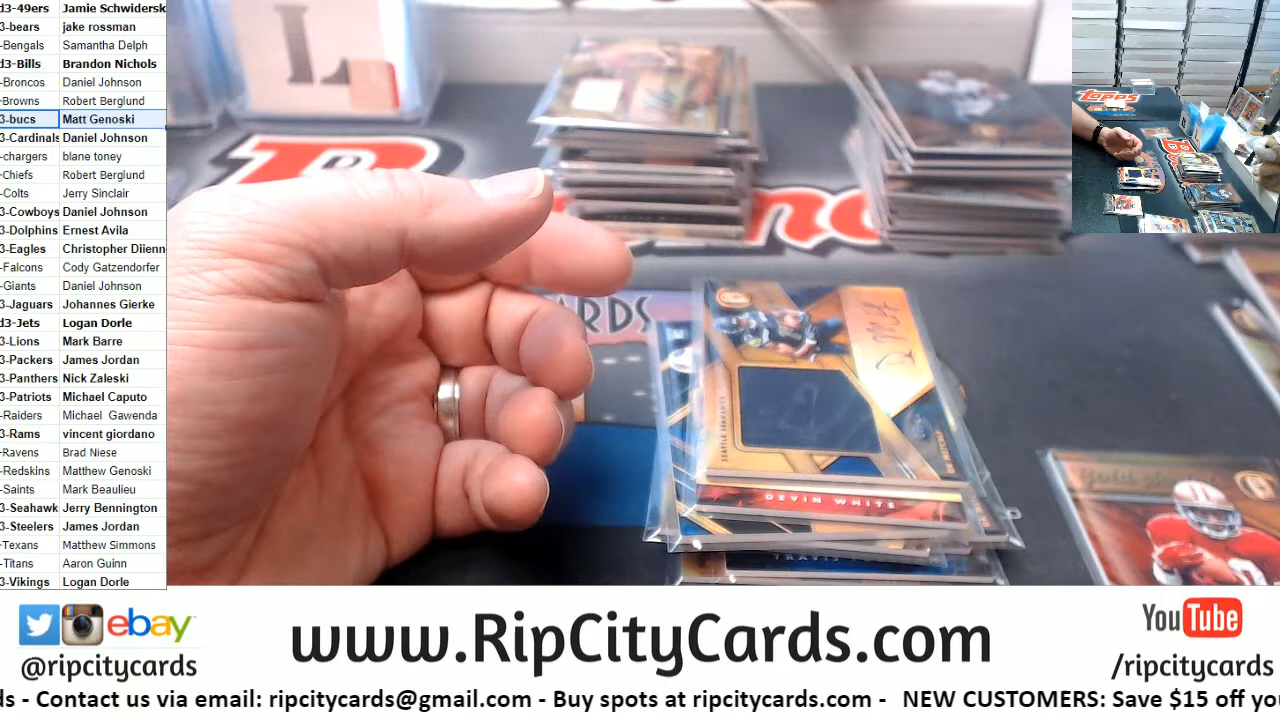 d3-49ers Jamie Schwidersk
3-bears jake rossman
-Bengals Samantha Delph
d3-Bills Brandon Nichols
-Broncos Daniel Johnson
-Browns Robert Berglund
3-bucs Matt Genoski
3-Cardinals Daniel Johnson
-chargers blane toney
-Chiefs Robert Berglund
-Colts Jerry Sinclair
3-Cowboys Daniel Johnson
3-Dolphins Ernest Avila
3-Eagles Christopher Diienn
-Falcons Cody Gatzendorfer
-Giants Daniel Johnson
3-Jaguars Johannes Gierke
d3-Jets Logan Dorle
3-Lions Mark Barre
3-Packers James Jordan
3-Panthers Nick Zaleski
3-Patriots Michael Caputo
-Raiders Michael Gawenda
3-Rams vincent giordano
-Ravens Brad Niese
-Redskins Matthew Genoski
-Saints Mark Beaulieu
3-Seahawk Jerry Bennington
3-Steelers James Jordan
-Texans Matthew Simmons
-Titans Aaron Guinn
3-Vikings Logan Dorle
L
Topps
ARDS
SEATTLE SEAHAWKS
DK METCALF
DEVIN WHITE
TRAVIS
ebay
@ripcitycards
www.RipCityCards.com
YouTube
/ripcitycards
ds - Contact us via email: ripcitycards@gmail.com - Buy spots at ripcitycards.com - NEW CUSTOMERS: Save $15 off you